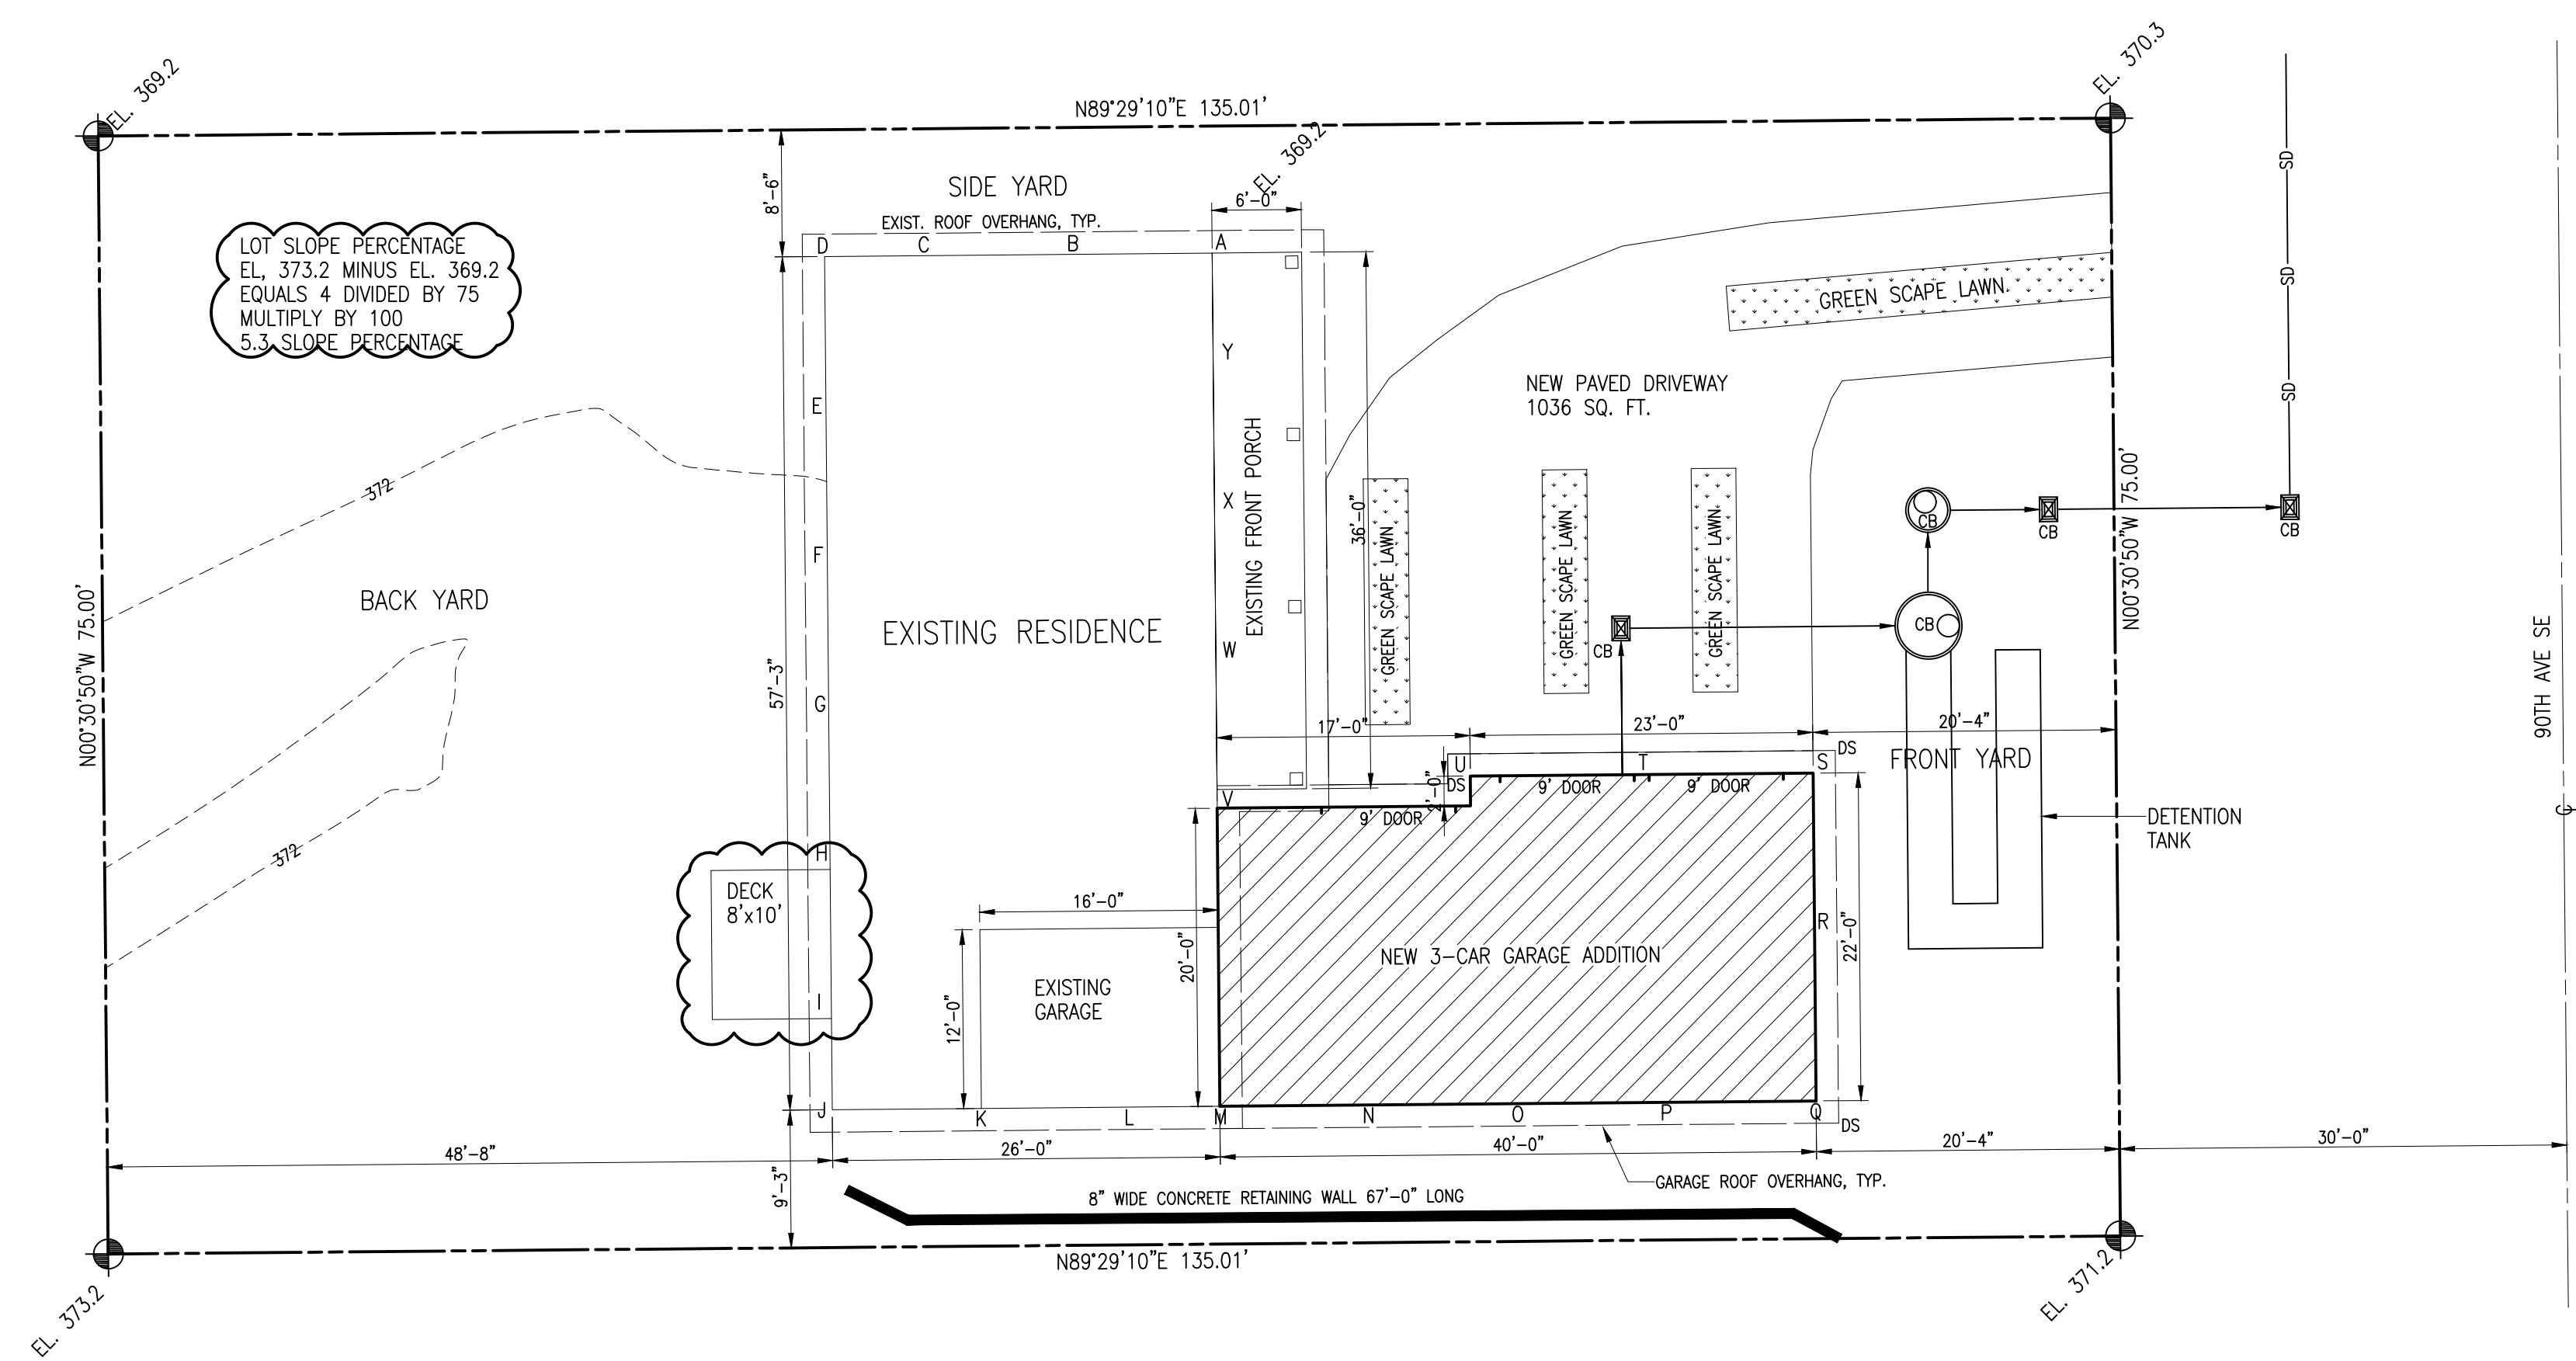 EL. 369.2
EL. 370.3
N89°29'10"E 135.01'
EL. 369.2
8'-6"
SIDE YARD
6'-0"
EXIST. ROOF OVERHANG, TYP.
D
C
B
A
LOT SLOPE PERCENTAGE
EL, 373.2 MINUS EL. 369.2
EQUALS 4 DIVIDED BY 75
MULTIPLY BY 100
5.3 SLOPE PERCENTAGE
SD
SD
SD
GREEN SCAPE LAWN
NEW PAVED DRIVEWAY
1036 SQ. FT.
Y
X
W
E
F
G
H
I
EXISTING FRONT PORCH
36'-0"
GREEN SCAPE LAWN
GREEN SCAPE LAWN
GREEN SCAPE LAWN
372
BACK YARD
EXISTING RESIDENCE
57'-3"
N00°30'50"W 75.00'
CB
CB
CB
CB
CB
N00°30'50"W 75.00'
90TH AVE SE
17'-0"
23'-0"
20'-4"
FRONT YARD
DS
U
T
S
DS
2'-0"
V
9' DOOR
9' DOOR
9' DOOR
DETENTION
TANK
372
DECK
8'x10'
16'-0"
20'-0"
12'-0"
EXISTING
GARAGE
NEW 3-CAR GARAGE ADDITION
R
22'-0"
J
K
L
M
N
O
P
Q
DS
48'-8"
26'-0"
40'-0"
20'-4"
30'-0"
9'-3"
GARAGE ROOF OVERHANG, TYP.
8" WIDE CONCRETE RETAINING WALL 67'-0" LONG
N89°29'10"E 135.01'
EL. 373.2
EL. 371.2